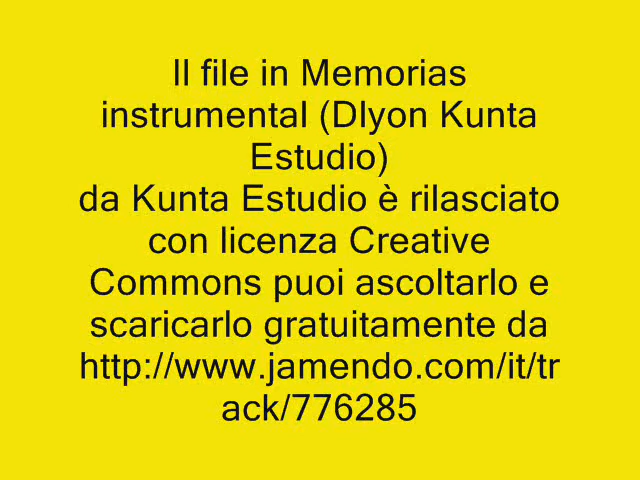 Il file in Memorias
instrumental (Dlyon Kunta
Estudio)
da Kunta Estudio è rilasciato
con licenza Creative
Commons puoi ascoltarlo e
scaricarlo gratuitamente da
http://www.jamendo.com/it/tr
ack/776285